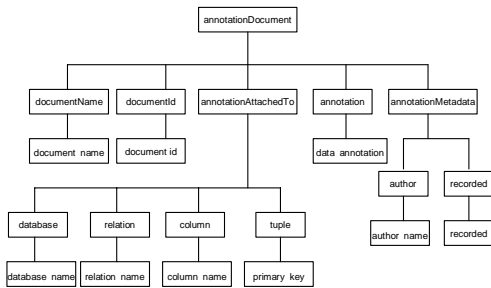 annotationDocument
documentName
documentId
annotationAttachedTo
annotation
annotationMetadata
document name
document id
data annotation
author
recorded
database
relation
column
tuple
author name
recorded
database name
relation name
column name
primary key